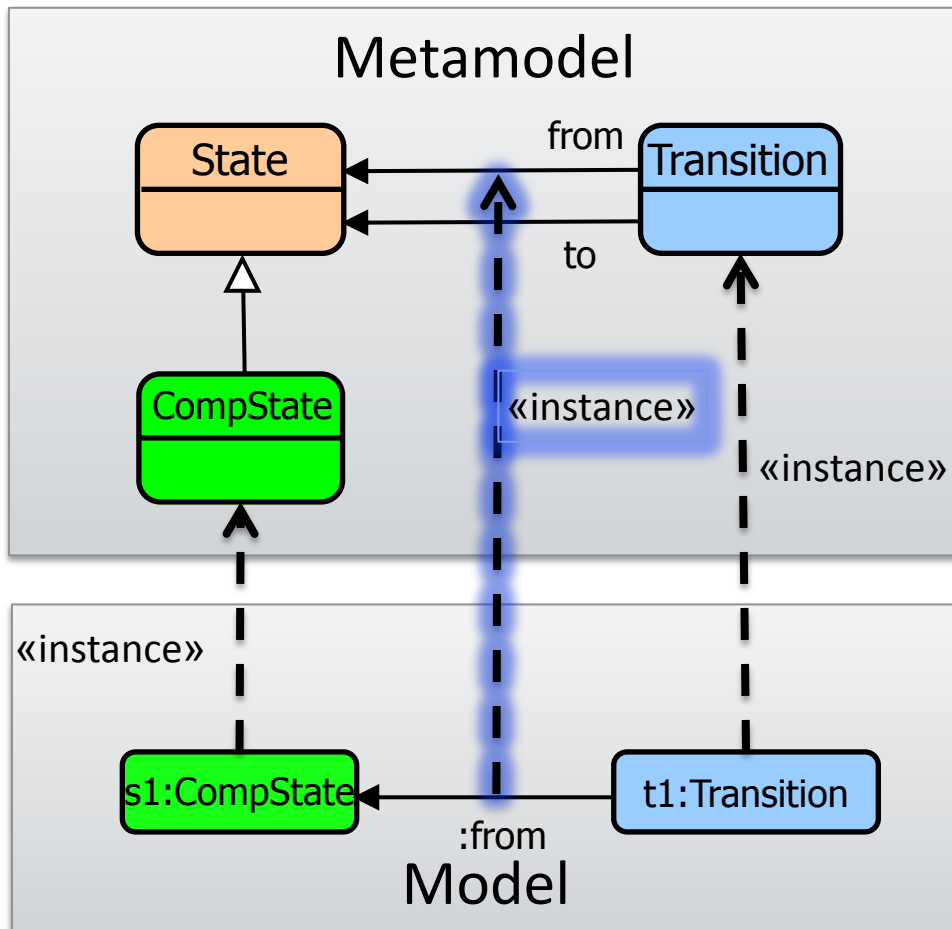 Metamodel
State
from
Transition
to
CompState
«instance»
«instance»
«instance»
s1:CompState
t1:Transition
:from
Model